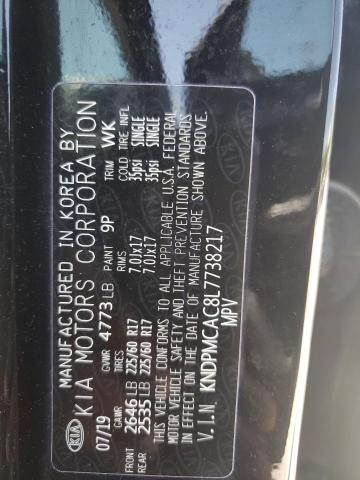 MANUFACTURED IN KOREA BY
KIA KIA MOTORS CORPORATION
07/19 GVWR 4773 LB PAINT 9P TRIM WK
GAWR TIRES RIMS COLD TIRE INFL
FRONT 2646 LB 225/60 R17 7.0Jx17 35psi SINGLE
REAR 2535 LB 225/60 R17 7.0Jx17 35psi SINGLE
THIS VEHICLE CONFORMS TO ALL APPLICABLE U.S.A. FEDERAL
MOTOR VEHICLE SAFETY AND THEFT PREVENTION STANDARDS
IN EFFECT ON THE DATE OF MANUFACTURE SHOWN ABOVE.
V.I.N. KNDPMCAC8L7738217
MPV